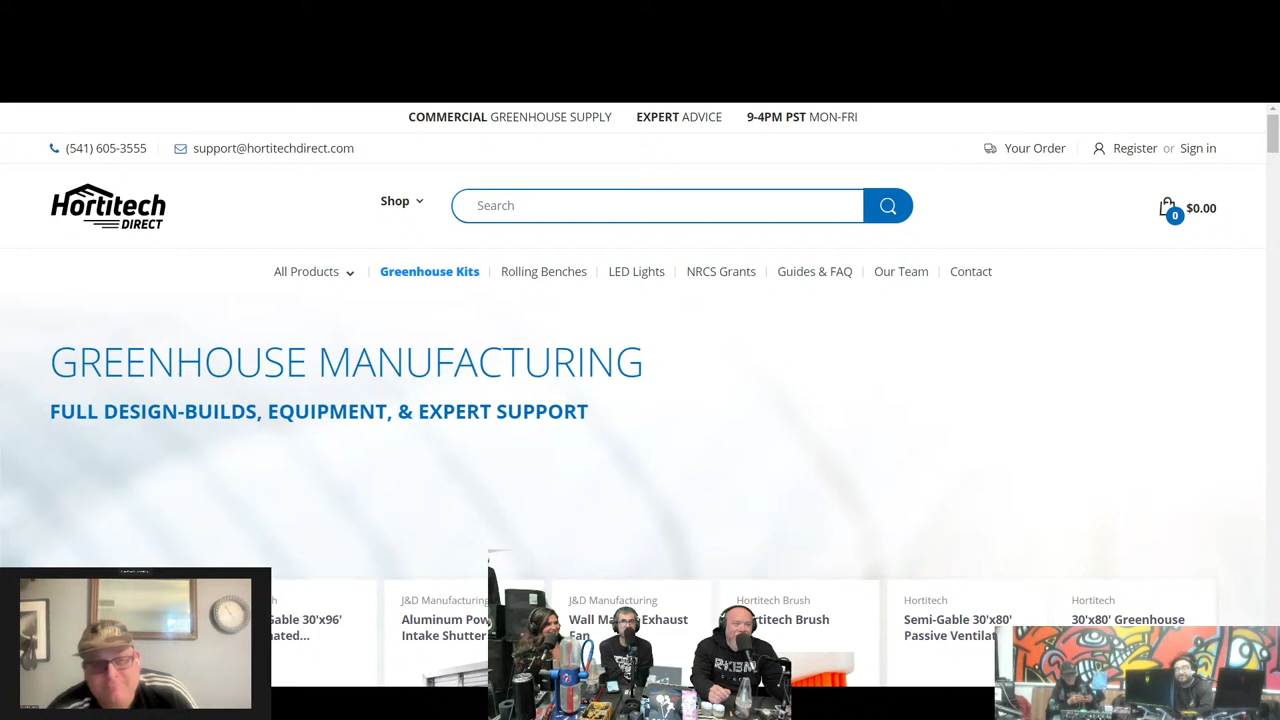 COMMERCIAL GREENHOUSE SUPPLY EXPERT ADVICE 9-4PM PST MON-FRI
(541) 605-3555 support@hortitechdirect.com Your Order Register or Sign in
Hortitech
DIRECT
Shop Search 0 $0.00
All Products Greenhouse Kits Rolling Benches LED Lights NRCS Grants Guides & FAQ Our Team Contact
GREENHOUSE MANUFACTURING
FULL DESIGN-BUILDS, EQUIPMENT, & EXPERT SUPPORT
J&D Manufacturing
Aluminum Pow
Intake Shutter
J&D Manufacturing
Wall Exhaust
Fan
Hortitech Brush
Hortitech Brush
Hortitech
Semi-Gable 30'x80'
Passive Ventilat
Hortitech
30'x80' Greenhouse
Gable 30'x96'
nated...